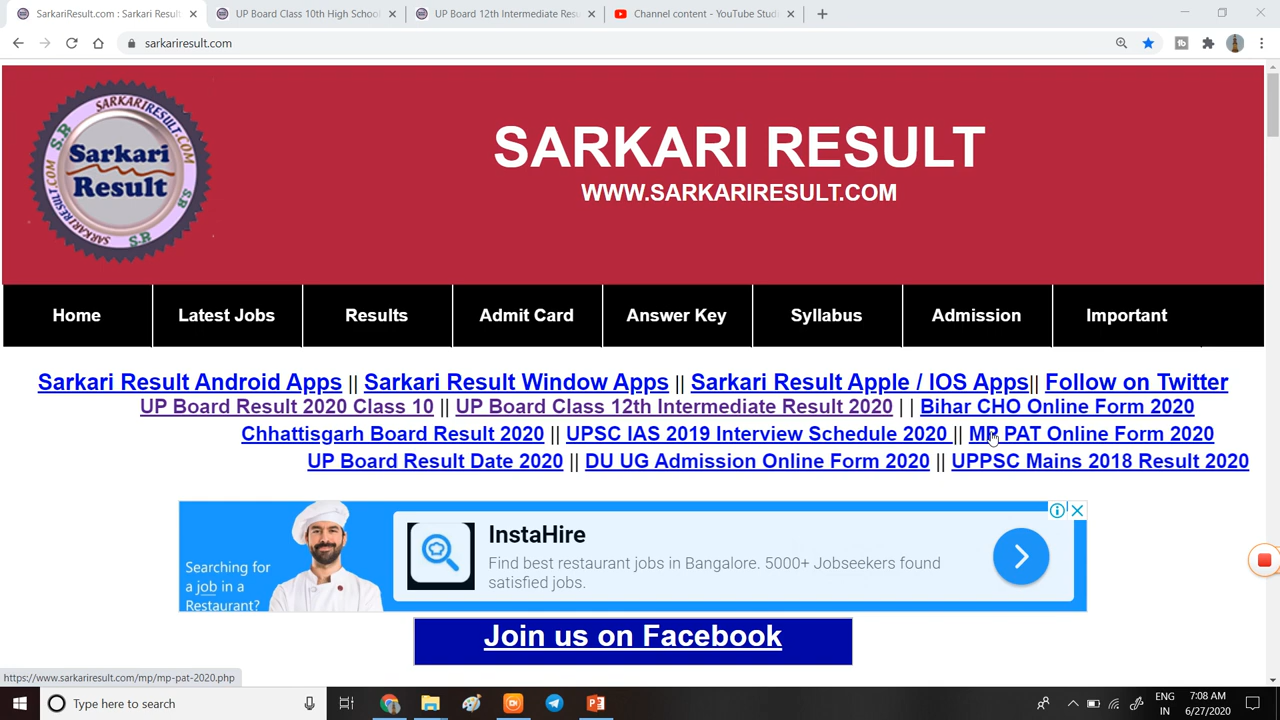 SarkariResult.com : Sarkari Result
UP Board Class 10th High School
UP Board 12th Intermediate Resu
Channel content - YouTube Studi
sarkariresult.com
SARKARIRESULT.COM
S.R
Sarkari
Result
S.R
SARKARIRESULT.COM
S.R
SARKARI RESULT
WWW.SARKARIRESULT.COM
Home
Latest Jobs
Results
Admit Card
Answer Key
Syllabus
Admission
Important
Sarkari Result Android Apps || Sarkari Result Window Apps || Sarkari Result Apple / IOS Apps|| Follow on Twitter
UP Board Result 2020 Class 10 || UP Board Class 12th Intermediate Result 2020 | | Bihar CHO Online Form 2020
Chhattisgarh Board Result 2020 || UPSC IAS 2019 Interview Schedule 2020 || MP PAT Online Form 2020
UP Board Result Date 2020 || DU UG Admission Online Form 2020 || UPPSC Mains 2018 Result 2020
Searching for
a job in a
Restaurant?
InstaHire
Find best restaurant jobs in Bangalore. 5000+ Jobseekers found
satisfied jobs.
Join us on Facebook
https://www.sarkariresult.com/mp/mp-pat-2020.php
Type here to search
ENG
IN
7:08 AM
6/27/2020